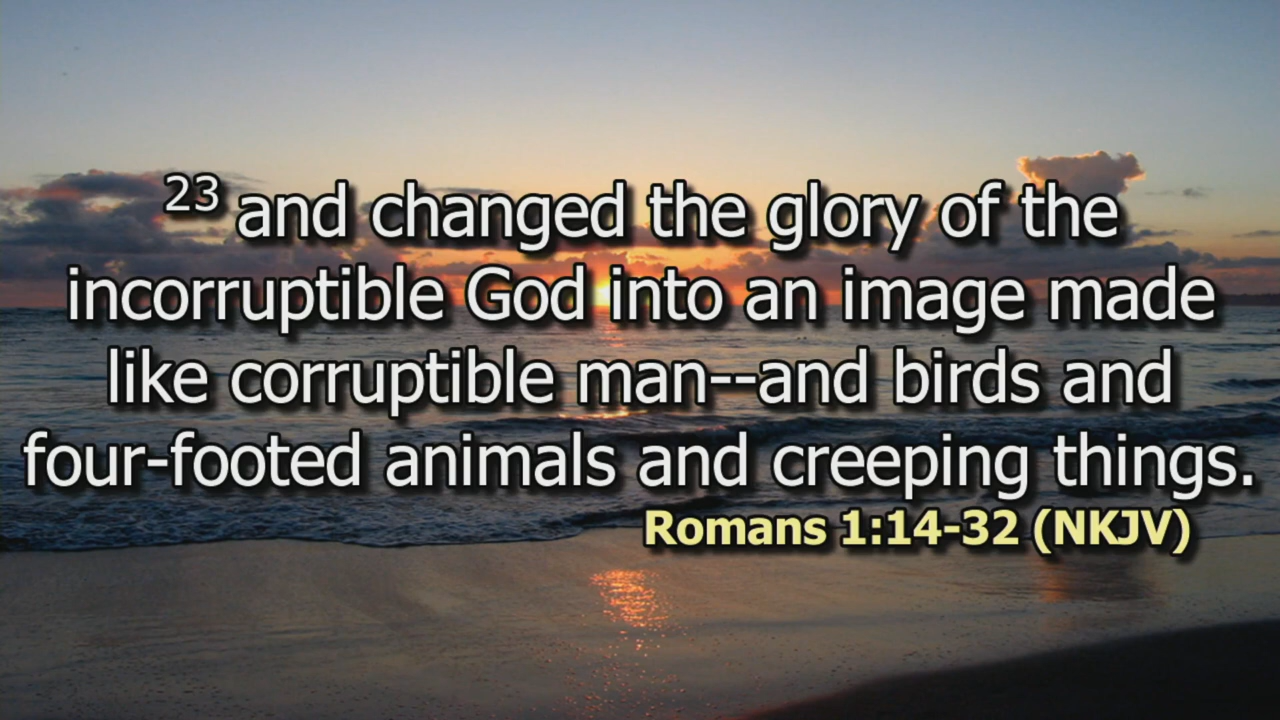 23 and changed the glory of the
incorruptible God into an image made
like corruptible man--and birds and
four-footed animals and creeping things.
Romans 1:14-32 (NKJV)